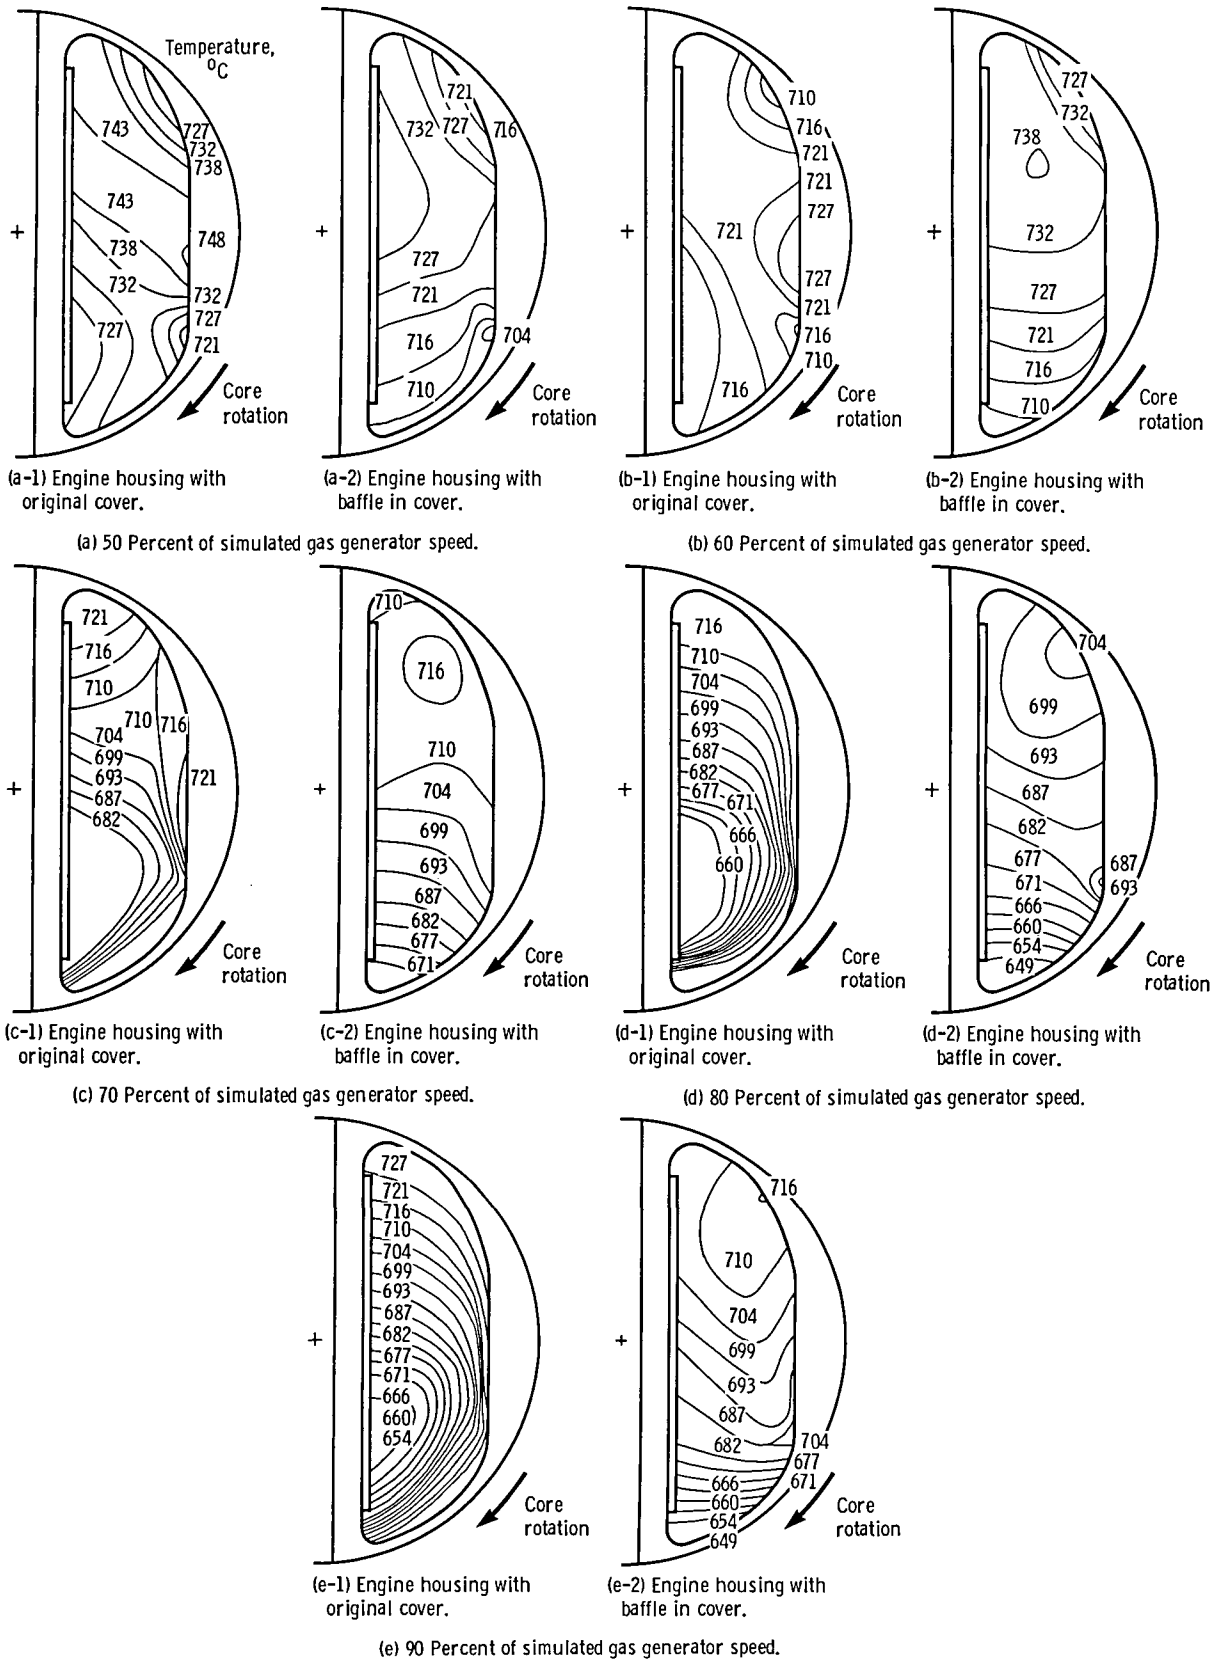 Temperature,
°C
743
727
732
738
743
748
738
732
732
727
727
721
Core
rotation
721
732 727 716
727
721
716
704
710
Core
rotation
710
716
721
721
727
721
727
721
716
710
716
Core
rotation
727
732
738
732
727
721
716
710
Core
rotation
(a-1) Engine housing with
original cover.
(a-2) Engine housing with
baffle in cover.
(b-1) Engine housing with
original cover.
(b-2) Engine housing with
baffle in cover.
(a) 50 Percent of simulated gas generator speed.
(b) 60 Percent of simulated gas generator speed.
721
716
710
710 716
704
699
693
687
682
721
Core
rotation
710
716
710
704
699
693
687
682
677
671
Core
rotation
716
710
704
699
693
687
682
677
671
666
660
Core
rotation
704
699
693
687
682
677
671
666
660
654
649
687
693
Core
rotation
(c-1) Engine housing with
original cover.
(c-2) Engine housing with
baffle in cover.
(d-1) Engine housing with
original cover.
(d-2) Engine housing with
baffle in cover.
(c) 70 Percent of simulated gas generator speed.
(d) 80 Percent of simulated gas generator speed.
727
721
716
710
704
699
693
687
682
677
671
666
660
654
Core
rotation
716
710
704
699
693
687
682
704
677
671
666
660
654
649
Core
rotation
(e-1) Engine housing with
original cover.
(e-2) Engine housing with
baffle in cover.
(e) 90 Percent of simulated gas generator speed.